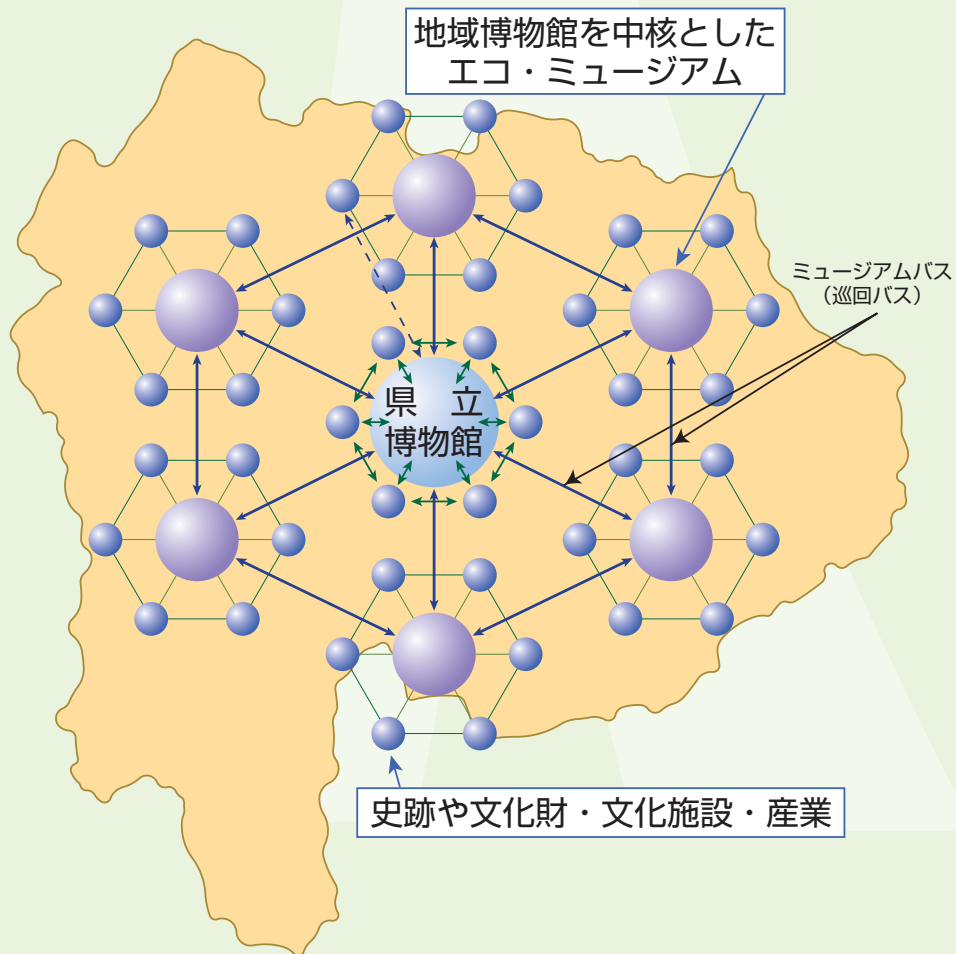 地域博物館を中核とした
エコ・ミュージアム
ミュージアムバス
（巡回バス）
県　立
博物館
史跡や文化財・文化施設・産業